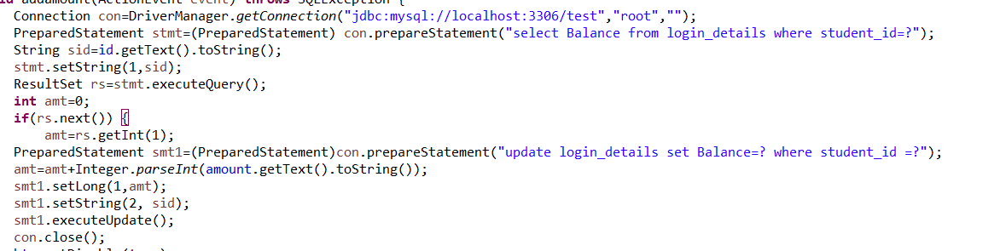 addamount(ActionEvent event) throws SQLException {
Connection con=DriverManager.getConnection("jdbc:mysql://localhost:3306/test","root","");
PreparedStatement stmt=(PreparedStatement) con.prepareStatement("select Balance from login_details where student_id=?");
String sid=id.getText().toString();
stmt.setString(1,sid);
ResultSet rs=stmt.executeQuery();
int amt=0;
if(rs.next()) {
amt=rs.getInt(1);
PreparedStatement smt1=(PreparedStatement)con.prepareStatement("update login_details set Balance=? where student_id =?");
amt=amt+Integer.parseInt(amount.getText().toString());
smt1.setLong(1,amt);
smt1.setString(2, sid);
smt1.executeUpdate();
con.close();